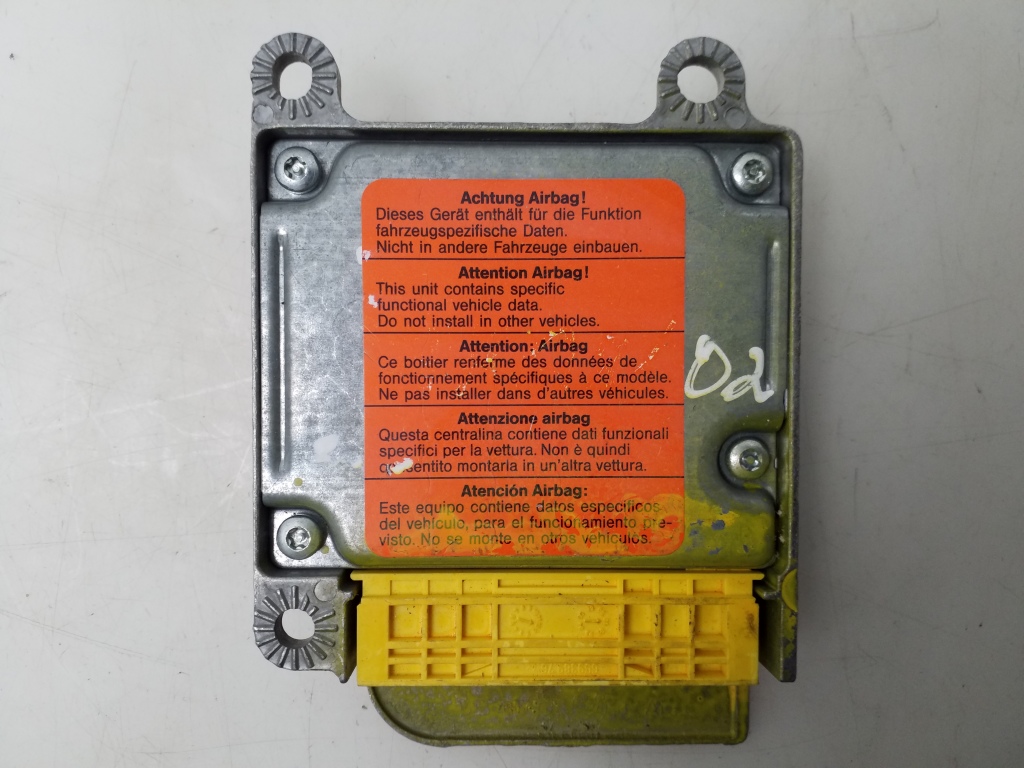 Achtung Airbag!
Dieses Gerät enthält für die Funktion
fahrzeugspezifische Daten.
Nicht in andere Fahrzeuge einbauen.
Attention Airbag!
This unit contains specific
functional vehicle data.
Do not install in other vehicles.
Attention: Airbag
Ce boitier renferme des données de
fonctionnement spécifiques à ce modèle.
Ne pas installer dans d'autres véhicules.
Attenzione airbag
Questa centralina contiene dati funzionali
specifici per la vettura. Non è quindi
consentito montaria in un'altra vettura.
Atención Airbag:
Este equipo contiene datos específicos
del vehículo, para el funcionamiento pre-
visto. No se monte en otros vehículos.
Od